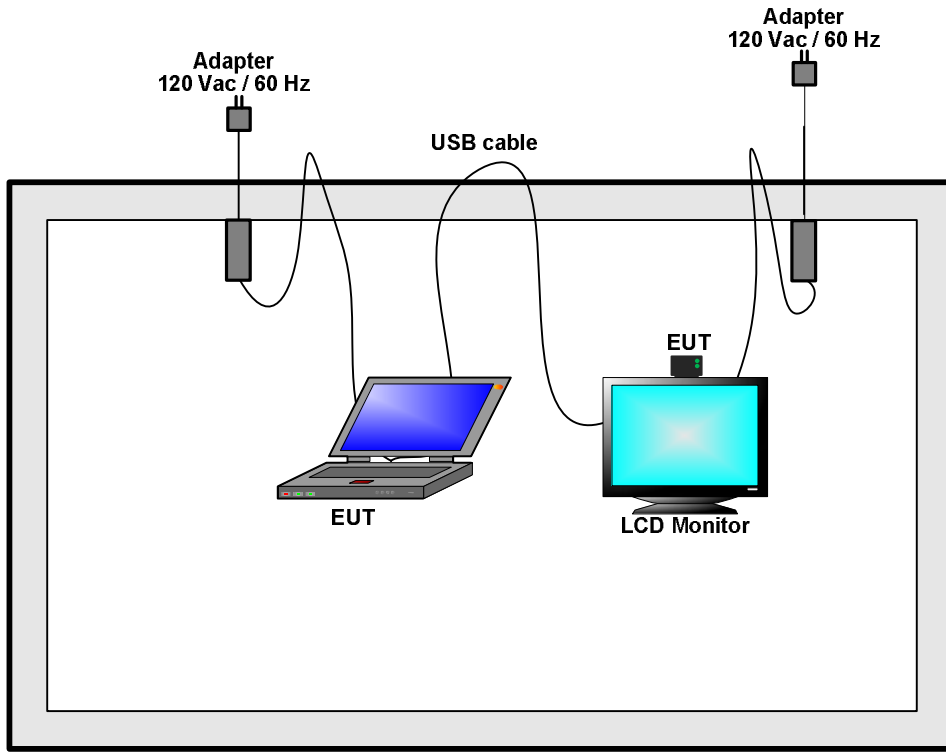 Adapter
120 Vac / 60 Hz
Adapter
120 Vac / 60 Hz
USB cable
EUT
EUT
LCD Monitor